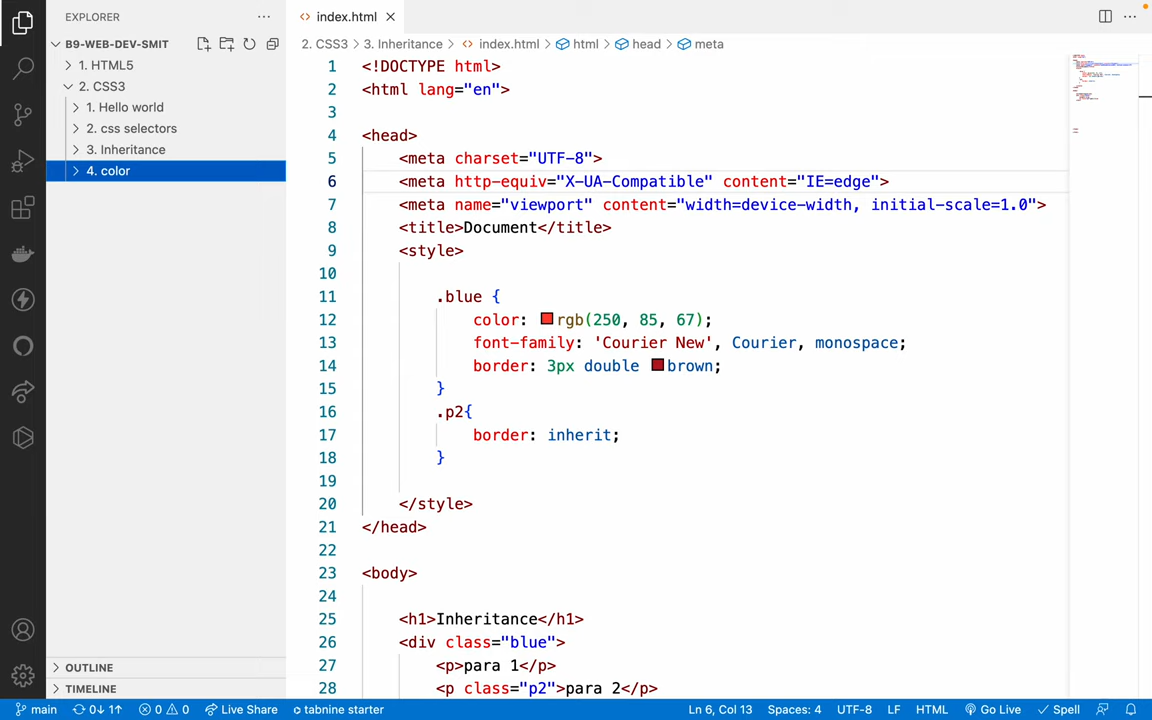 EXPLORER
index.html
B9-WEB-DEV-SMIT
1. HTML5
2. CSS3
1. Hello world
2. css selectors
3. Inheritance
4. color
OUTLINE
TIMELINE
2. CSS3 > 3. Inheritance > index.html > html > head > meta
1 <!DOCTYPE html>
2 <html lang="en">
3
4 <head>
5 <meta charset="UTF-8">
6 <meta http-equiv="X-UA-Compatible" content="IE=edge">
7 <meta name="viewport" content="width=device-width, initial-scale=1.0">
8 <title>Document</title>
9 <style>
10
11 .blue {
12 color: rgb(250, 85, 67);
13 font-family: 'Courier New', Courier, monospace;
14 border: 3px double brown;
15 }
16 .p2{
17 border: inherit;
18 }
19
20 </style>
21 </head>
22
23 <body>
24
25 <h1>Inheritance</h1>
26 <div class="blue">
27 <p>para 1</p>
28 <p class="p2">para 2</p>
main 0↓ 1↑ 0 0 Live Share tabnine starter Ln 6, Col 13 Spaces: 4 UTF-8 LF HTML Go Live Spell